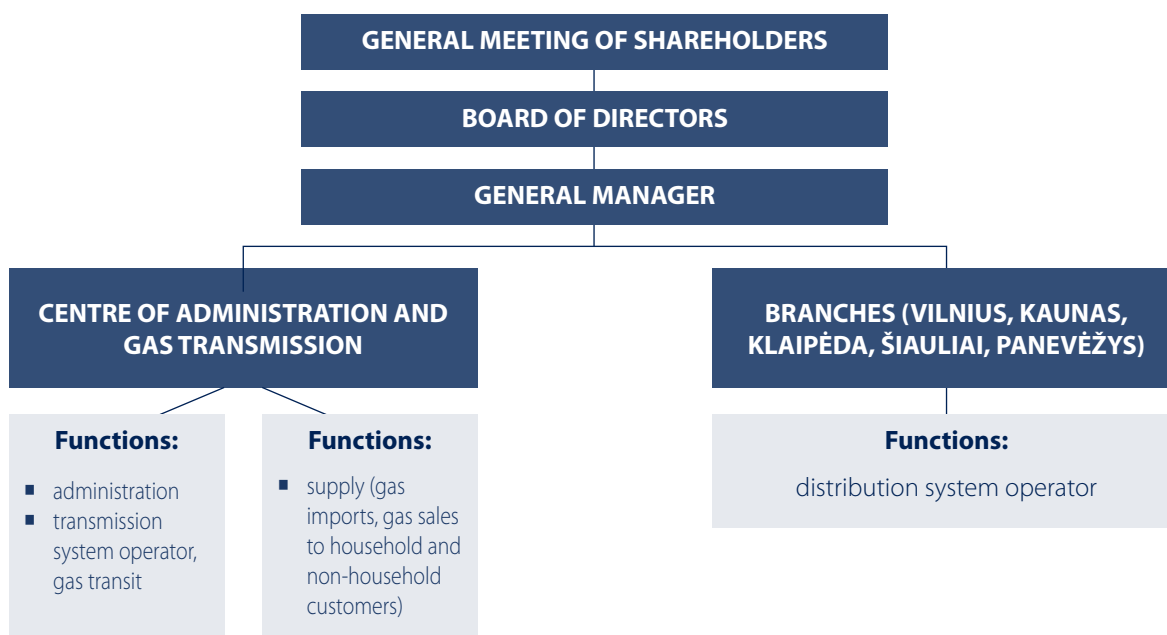 GENERAL MEETING OF SHAREHOLDERS
BOARD OF DIRECTORS
GENERAL MANAGER
CENTRE OF ADMINISTRATION AND
GAS TRANSMISSION
BRANCHES (VILNIUS, KAUNAS,
KLAIPĖDA, ŠIAULIAI, PANEVĖŽYS)
Functions:
▪ administration
▪ transmission
system operator,
gas transit
Functions:
▪ supply (gas
imports, gas sales
to household and
non-household
customers)
Functions:
distribution system operator